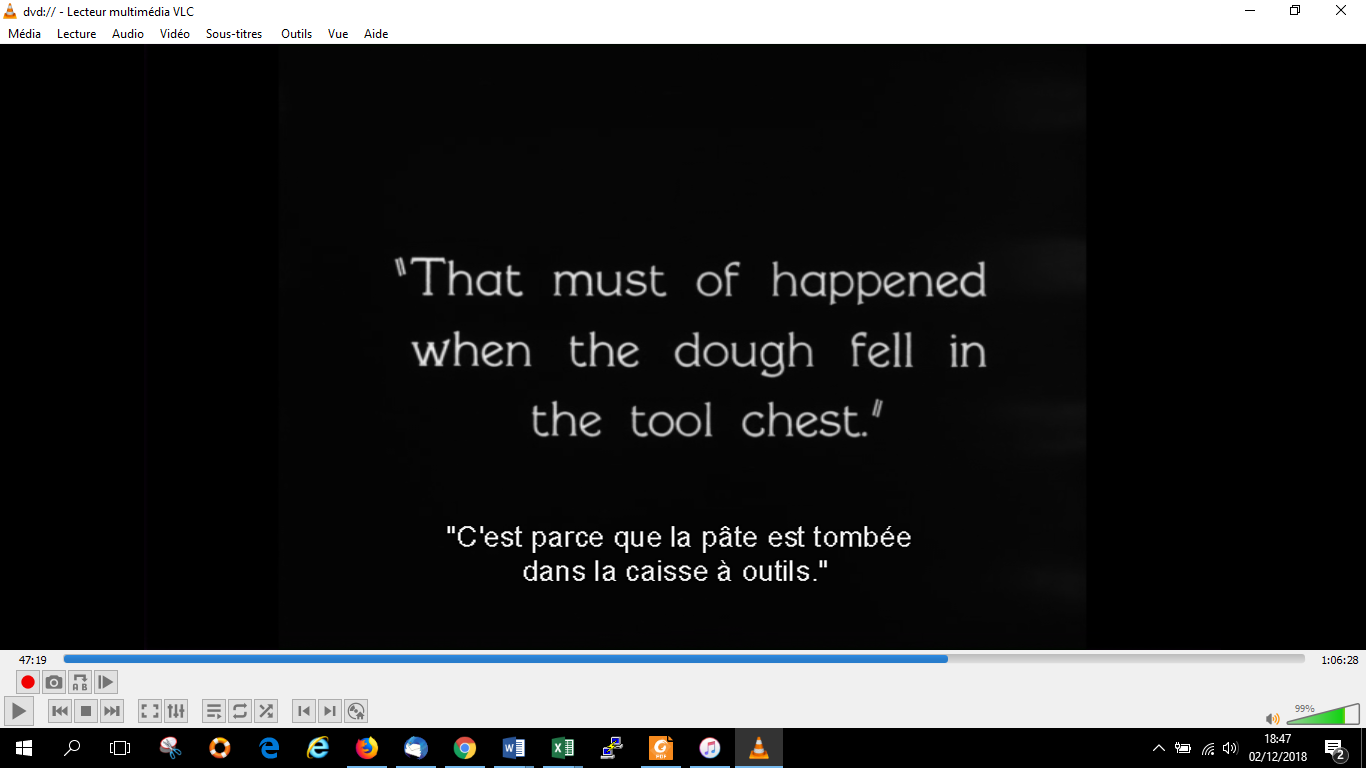 dvd:// - Lecteur multimédia VLC
Média Lecture Audio Vidéo Sous-titres Outils Vue Aide
"That must of happened
when the dough fell in
the tool chest."
"C'est parce que la pâte est tombée
dans la caisse à outils."
47:19 1:06:28
A B
99%
W X PDF
18:47
02/12/2018
2